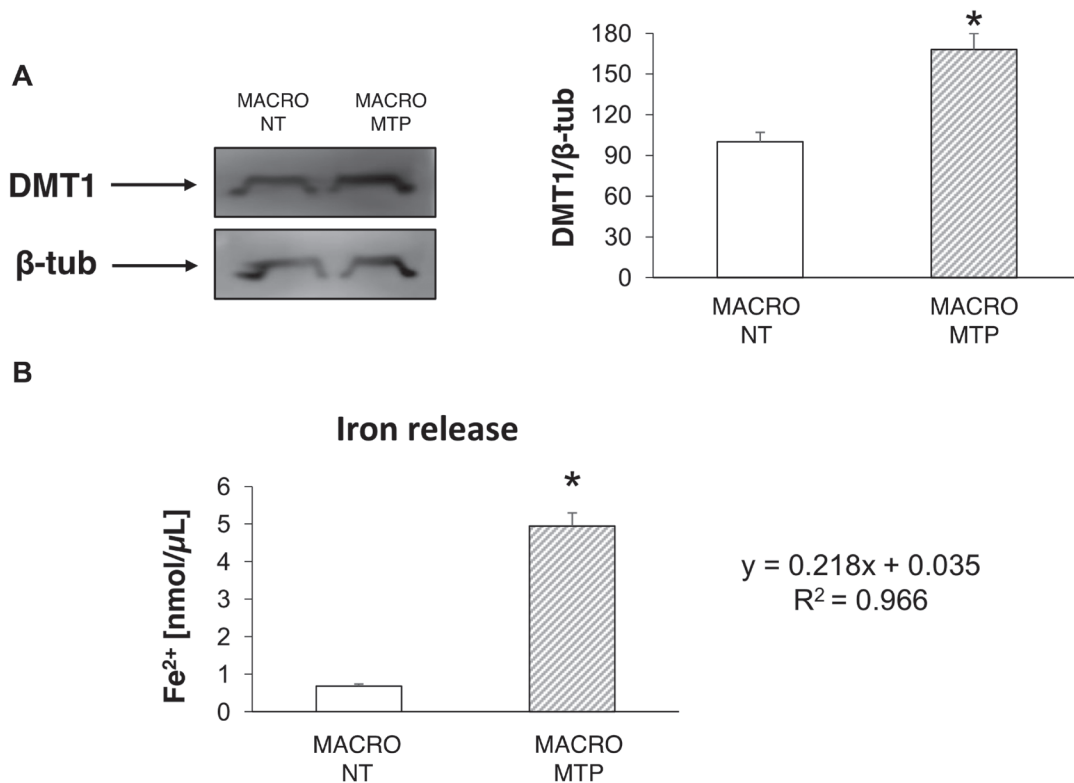 A
MACRO
NT
MACRO
MTP
DMT1
β-tub
DMT1/β-tub
180
150
120
90
60
30
0
*
MACRO
NT
MACRO
MTP
B
Iron release
Fe²⁺ [nmol/µL]
6
5
4
3
2
1
0
*
MACRO
NT
MACRO
MTP
y = 0.218x + 0.035
R² = 0.966